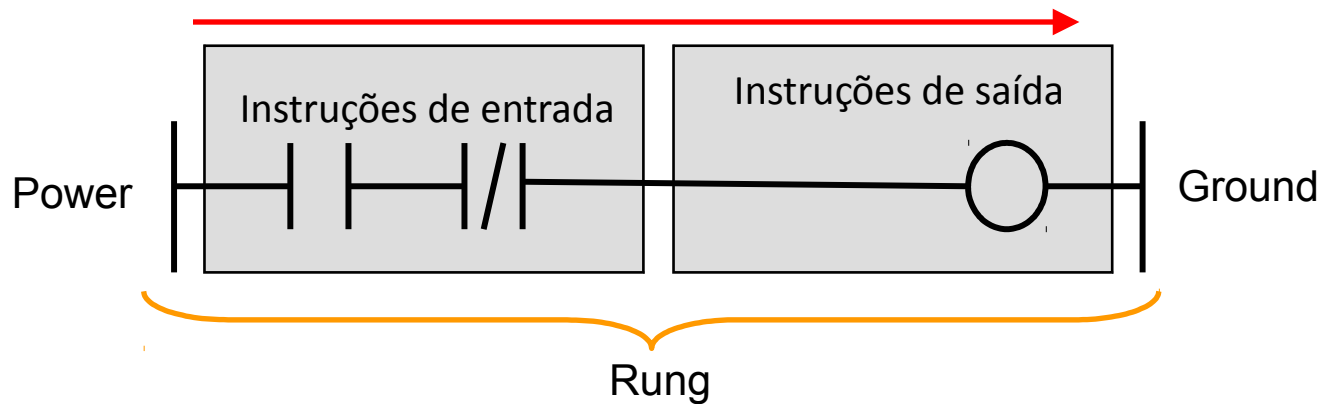 Instruções de entrada
Instruções de saída
Power
Ground
Rung